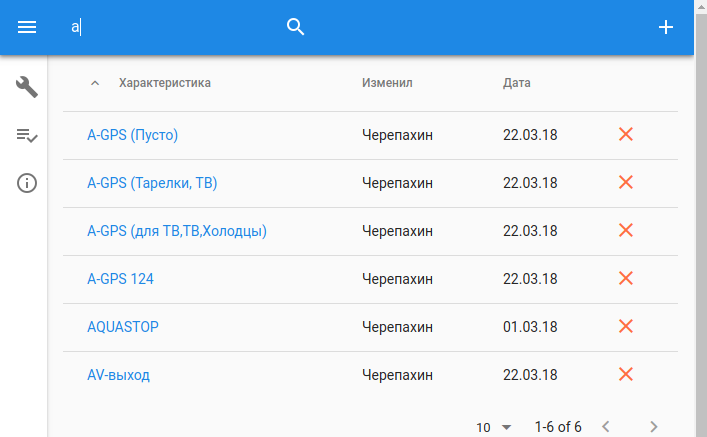 a
Характеристика Изменил Дата
A-GPS (Пусто) Черепахин 22.03.18
A-GPS (Тарелки, ТВ) Черепахин 22.03.18
A-GPS (для ТВ,ТВ,Холодцы) Черепахин 22.03.18
A-GPS 124 Черепахин 22.03.18
AQUASTOP Черепахин 01.03.18
AV-выход Черепахин 22.03.18
10 1-6 of 6